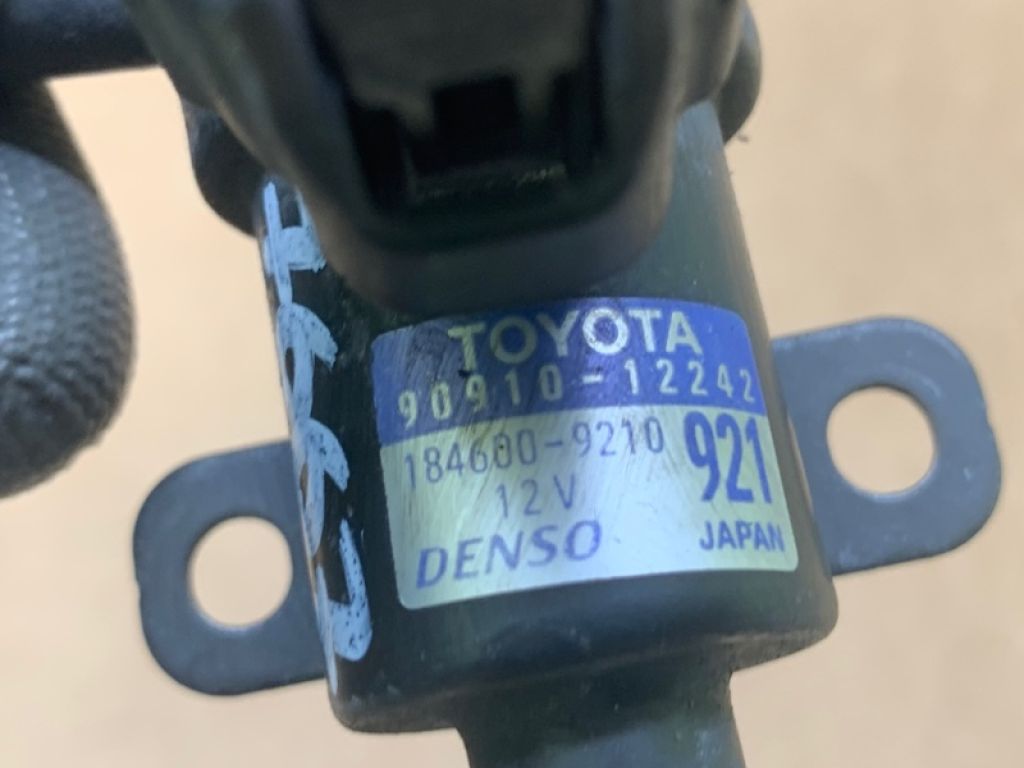 TOYOTA
90910-12242
184600-9210
921
12V
DENSO
JAPAN